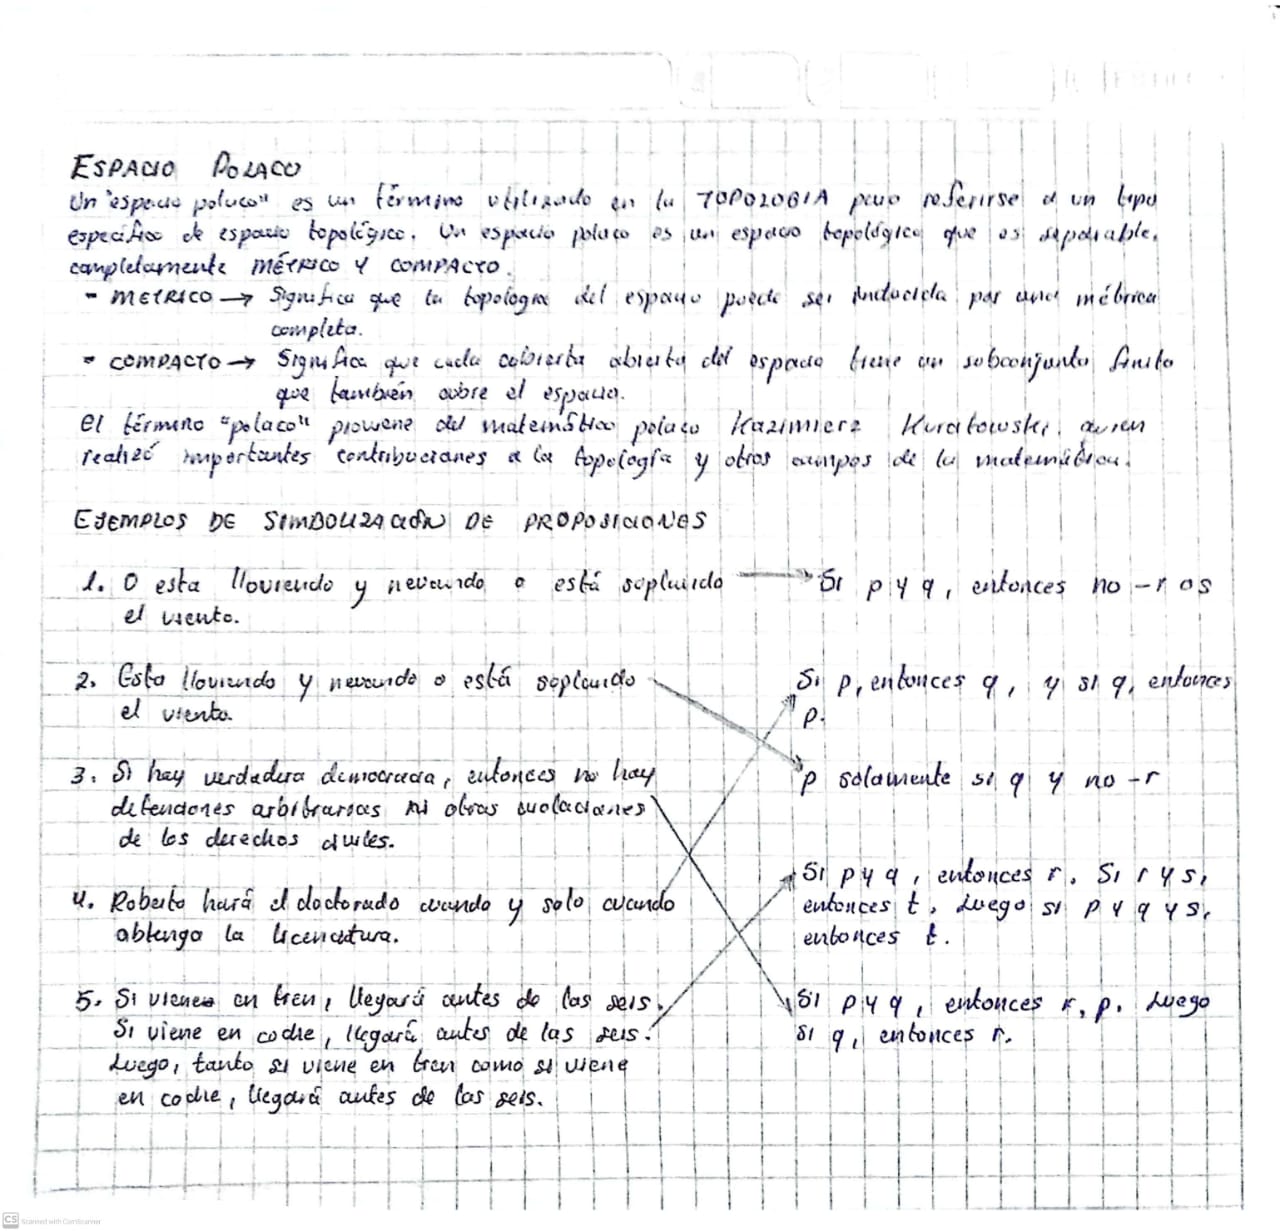 ESPACIO POLACO
Un "espacio polaco" es un término utilizado en la TOPOLOGIA para referirse a un tipo
específico de espacio topológico. Un espacio polaco es un espacio topológico que es separable,
completamente MÉTRICO Y COMPACTO.
- METRICO → Significa que la topología del espacio puede ser inducida por una métrica
completa.
- COMPACTO → Significa que cada cobierta abierta del espacio tiene un subconjunto finito
que también cubre el espacio.
El término "polaco" proviene del matemático polaco Kazimierz Kuratowski, quien
realizó importantes contribuciones a la topología y otros campos de la matemática.
EJEMPLOS DE SIMBOLIZACIÓN DE PROPOSICIONES
1. O esta lloviendo y nevando o está soplando → Si p y q, entonces no -r os
el viento.
2. Esta lloviendo y nevando o está soplando
el viento.
Si p, entonces q, y si q, entonces
p.
3. Si hay verdadera democracia, entonces no hay
detenciones arbitrarias ni otras violaciones
de los derechos civiles.
p solamente si q y no -r
4. Roberto hará el doctorado cuando y solo cuando
obtenga la licenciatura.
Si p y q, entonces r. Si r y s,
entonces t. Luego si p y q y s,
entonces t.
5. Si viene en tren, llegará antes de las seis.
Si viene en coche, llegará antes de las seis.
Luego, tanto si viene en tren como si viene
en coche, llegará antes de las seis.
Si p y q, entonces r, p. Luego
si q, entonces r.
CS Scanned with CamScanner